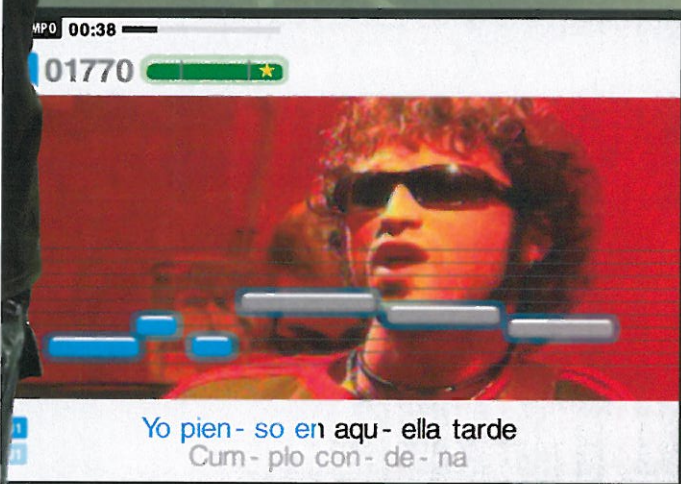 MPO 00:38
01770
Yo pien- so en aqu- ella tarde
Cum- plo con- de- na